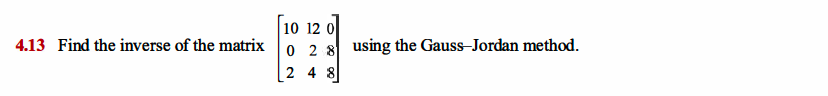 4.13 Find the inverse of the matrix [10 12 0
0 2 8
2 4 8] using the Gauss–Jordan method.